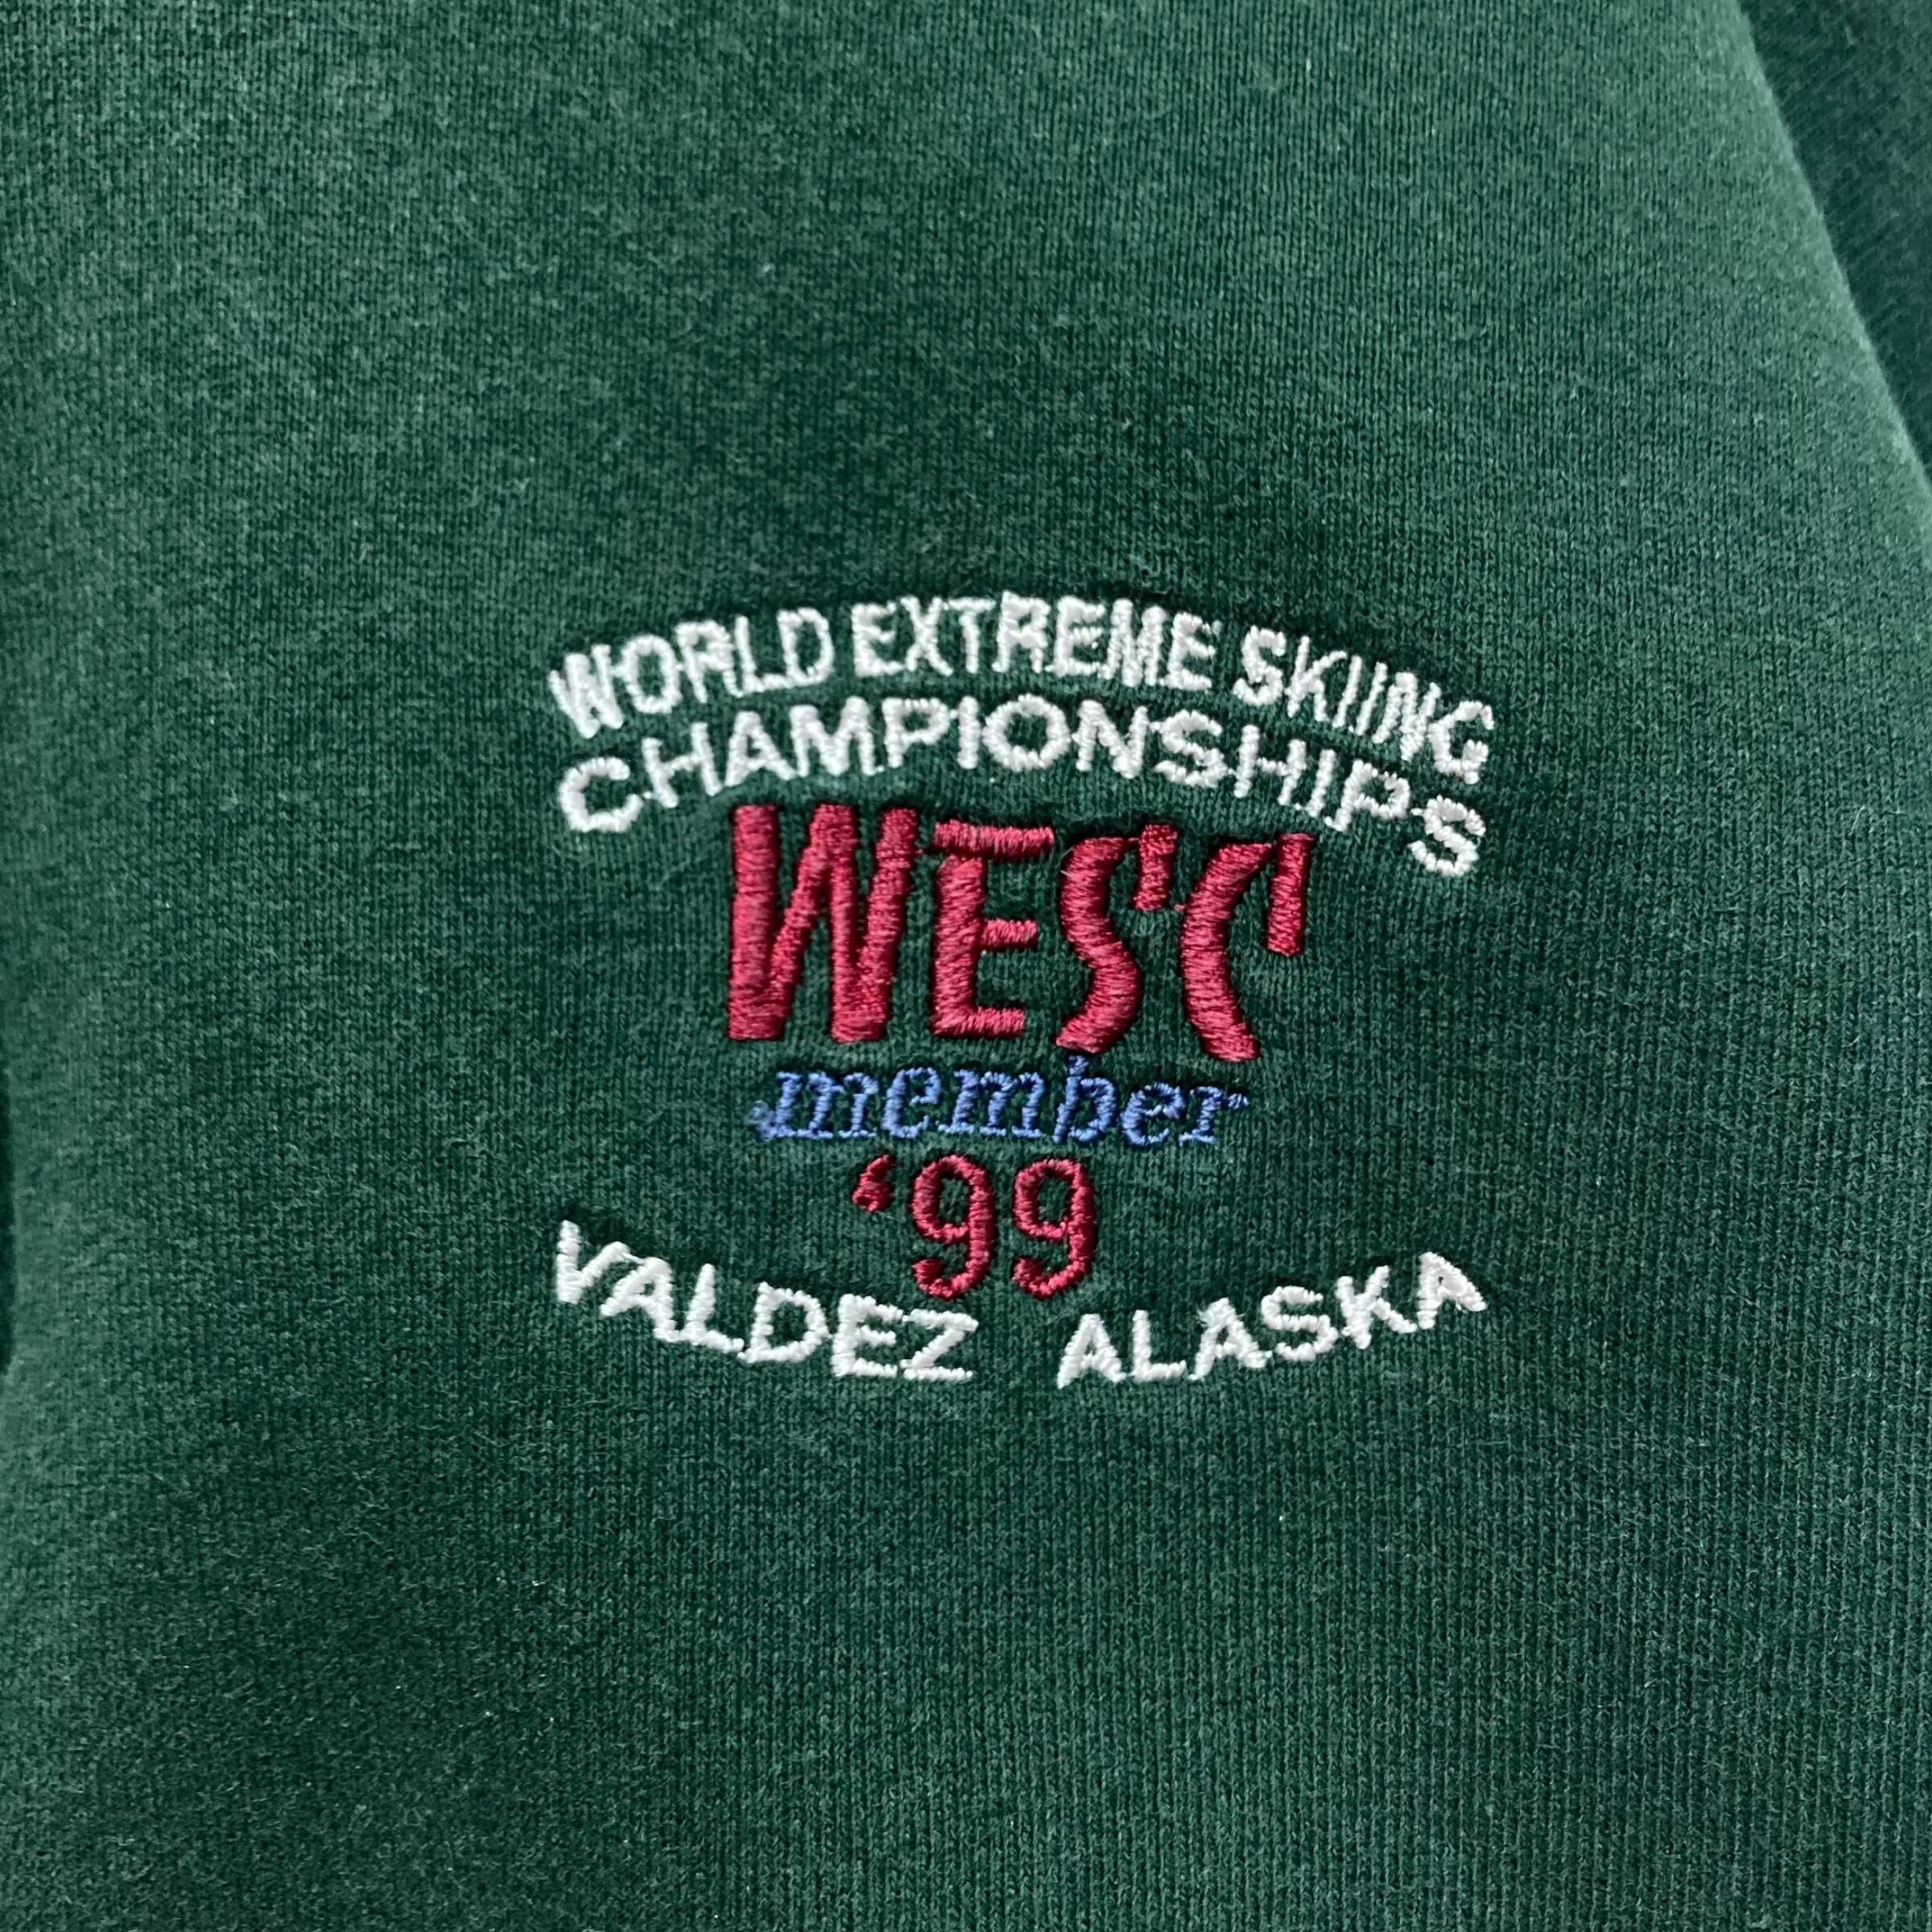 WORLD EXTREME SKIING
CHAMPIONSHIPS
WESC
member
‘99
VALDEZ ALASKA